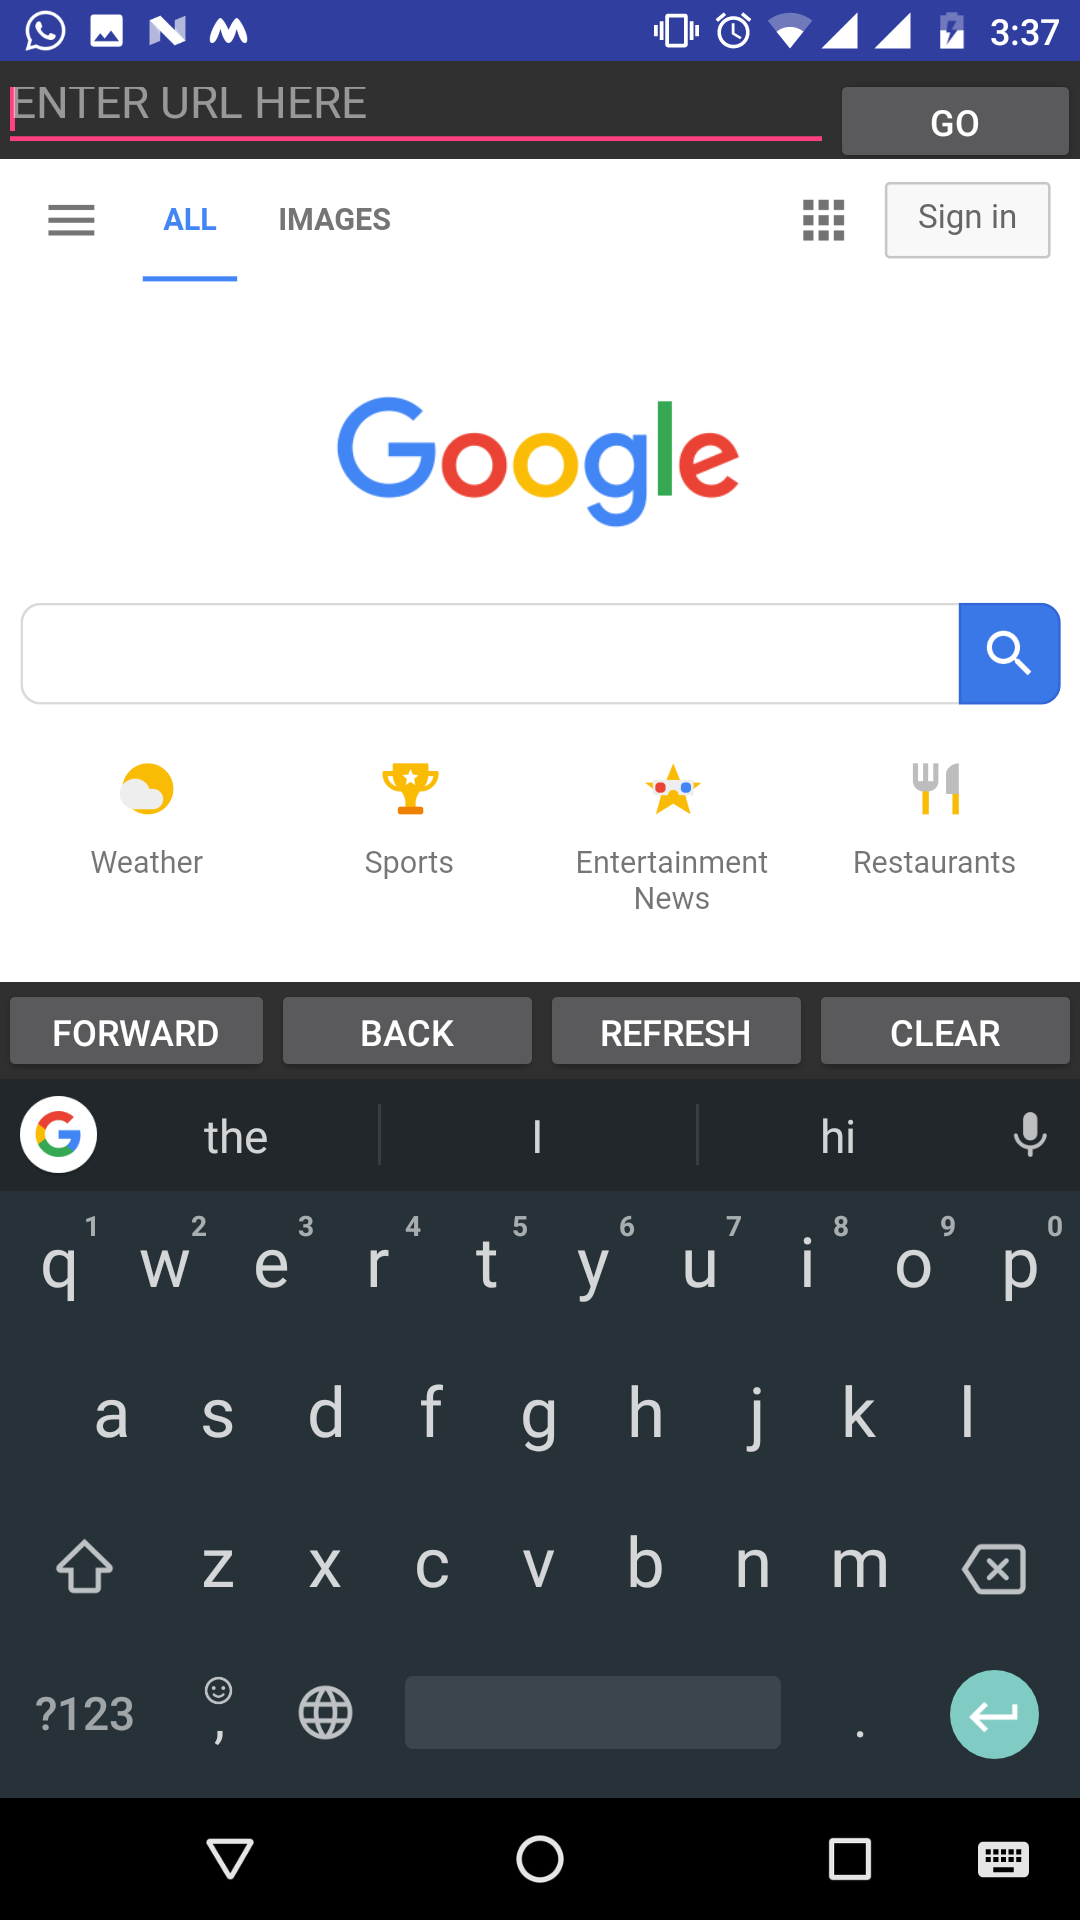 3:37
ENTER URL HERE
GO
ALL IMAGES Sign in
Google
Weather Sports Entertainment News Restaurants
FORWARD BACK REFRESH CLEAR
G the I hi
1 2 3 4 5 6 7 8 9 0
q w e r t y u i o p
a s d f g h j k l
z x c v b n m
?123 , .